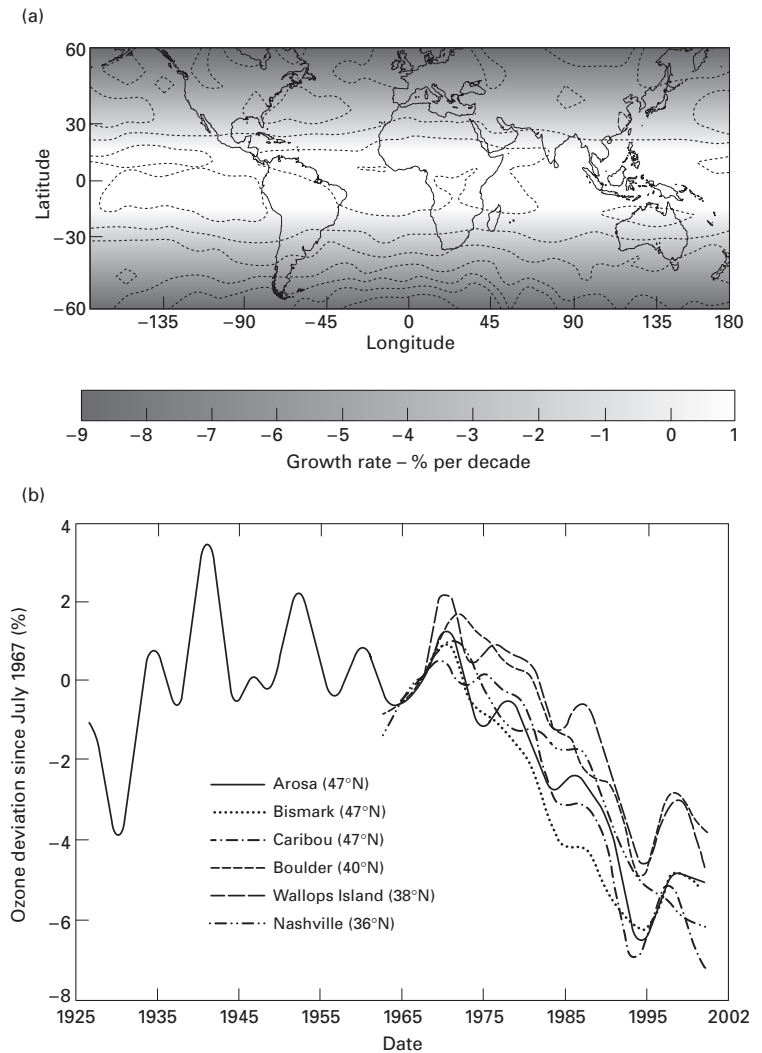 (a)
60
30
0
−30
−60
Latitude
−135 −90 −45 0 45 90 135 180
Longitude
−9 −8 −7 −6 −5 −4 −3 −2 −1 0 1
Growth rate – % per decade
(b)
4
2
0
−2
−4
−6
−8
Ozone deviation since July 1967 (%)
Arosa (47°N)
Bismark (47°N)
Caribou (47°N)
Boulder (40°N)
Wallops Island (38°N)
Nashville (36°N)
1925 1935 1945 1955 1965 1975 1985 1995 2002
Date